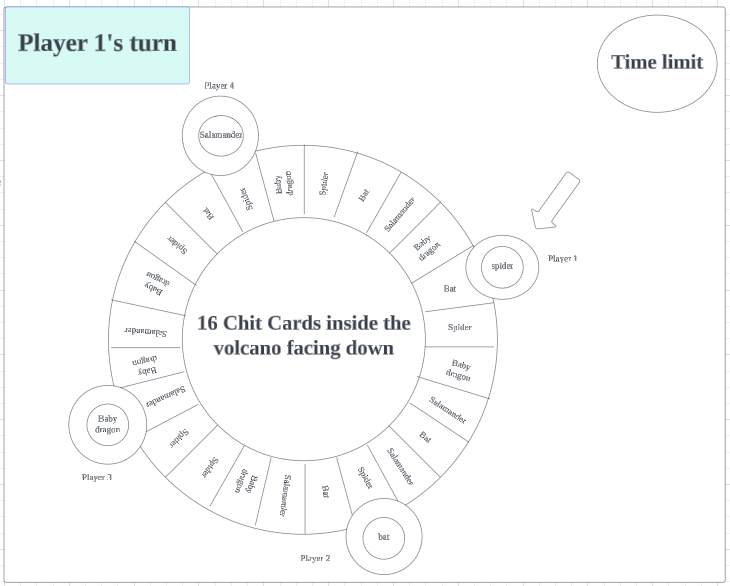 Player 1's turn
Time limit
Player 4
Salamander
Baby
dragon
Spider
Bat
Salamander
Baby
dragon
spider
Player 1
Bat
Spider
Baby
dragon
Salamander
Bat
Salamander
Spider
bat
Player 2
Bat
Salamander
Baby
dragon
Spider
Spider
Salamander
Baby
dragon
Player 3
Baby
dragon
Salamander
Baby
dragon
Spider
Bat
Spider
16 Chit Cards inside the
volcano facing down